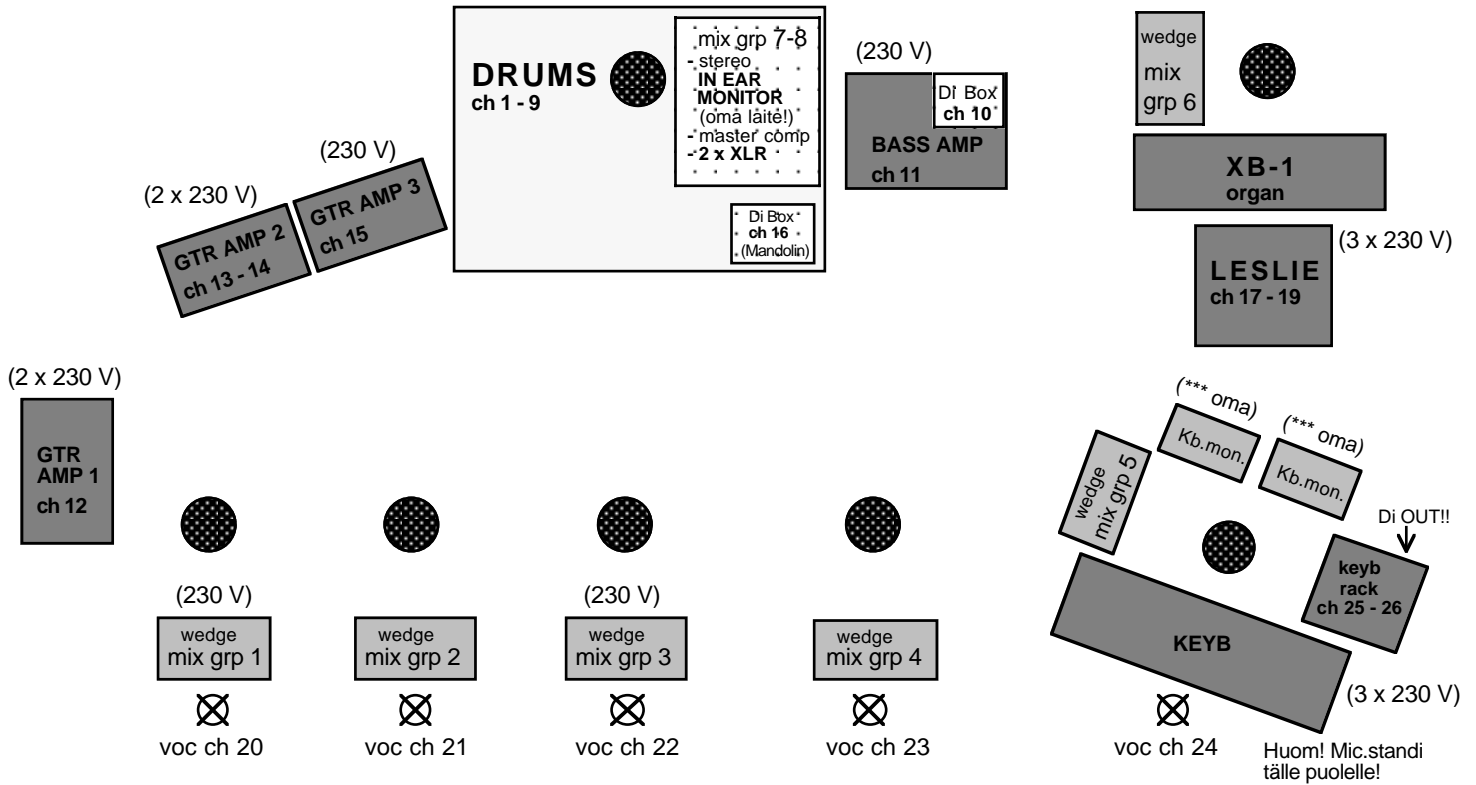 DRUMS
ch 1 - 9
mix grp 7-8
- stereo
IN EAR
MONITOR
(oma laite!)
- master comp
- 2 x XLR
Di Box
ch 16
(Mandolin)
(230 V)
Di Box
ch 10
BASS AMP
ch 11
wedge
mix
grp 6
XB-1
organ
LESLIE
ch 17 - 19
(3 x 230 V)
(230 V)
GTR AMP 3
ch 15
(2 x 230 V)
GTR AMP 2
ch 13 - 14
(2 x 230 V)
GTR
AMP 1
ch 12
(*** oma)
Kb.mon.
(*** oma)
Kb.mon.
wedge
mix grp 5
Di OUT!!
keyb
rack
ch 25 - 26
KEYB
(3 x 230 V)
(230 V)
wedge
mix grp 1
wedge
mix grp 2
(230 V)
wedge
mix grp 3
wedge
mix grp 4
voc ch 20
voc ch 21
voc ch 22
voc ch 23
voc ch 24
Huom! Mic.standi
tälle puolelle!